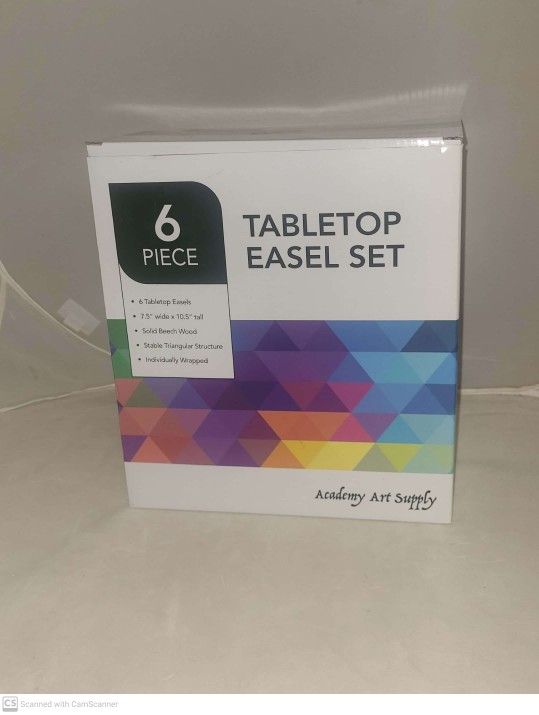 6
PIECE
TABLETOP
EASEL SET
• 6 Tabletop Easels
• 7.5" wide x 10.5" tall
• Solid Beech Wood
• Stable Triangular Structure
• Individually Wrapped
Academy Art Supply
CS Scanned with CamScanner